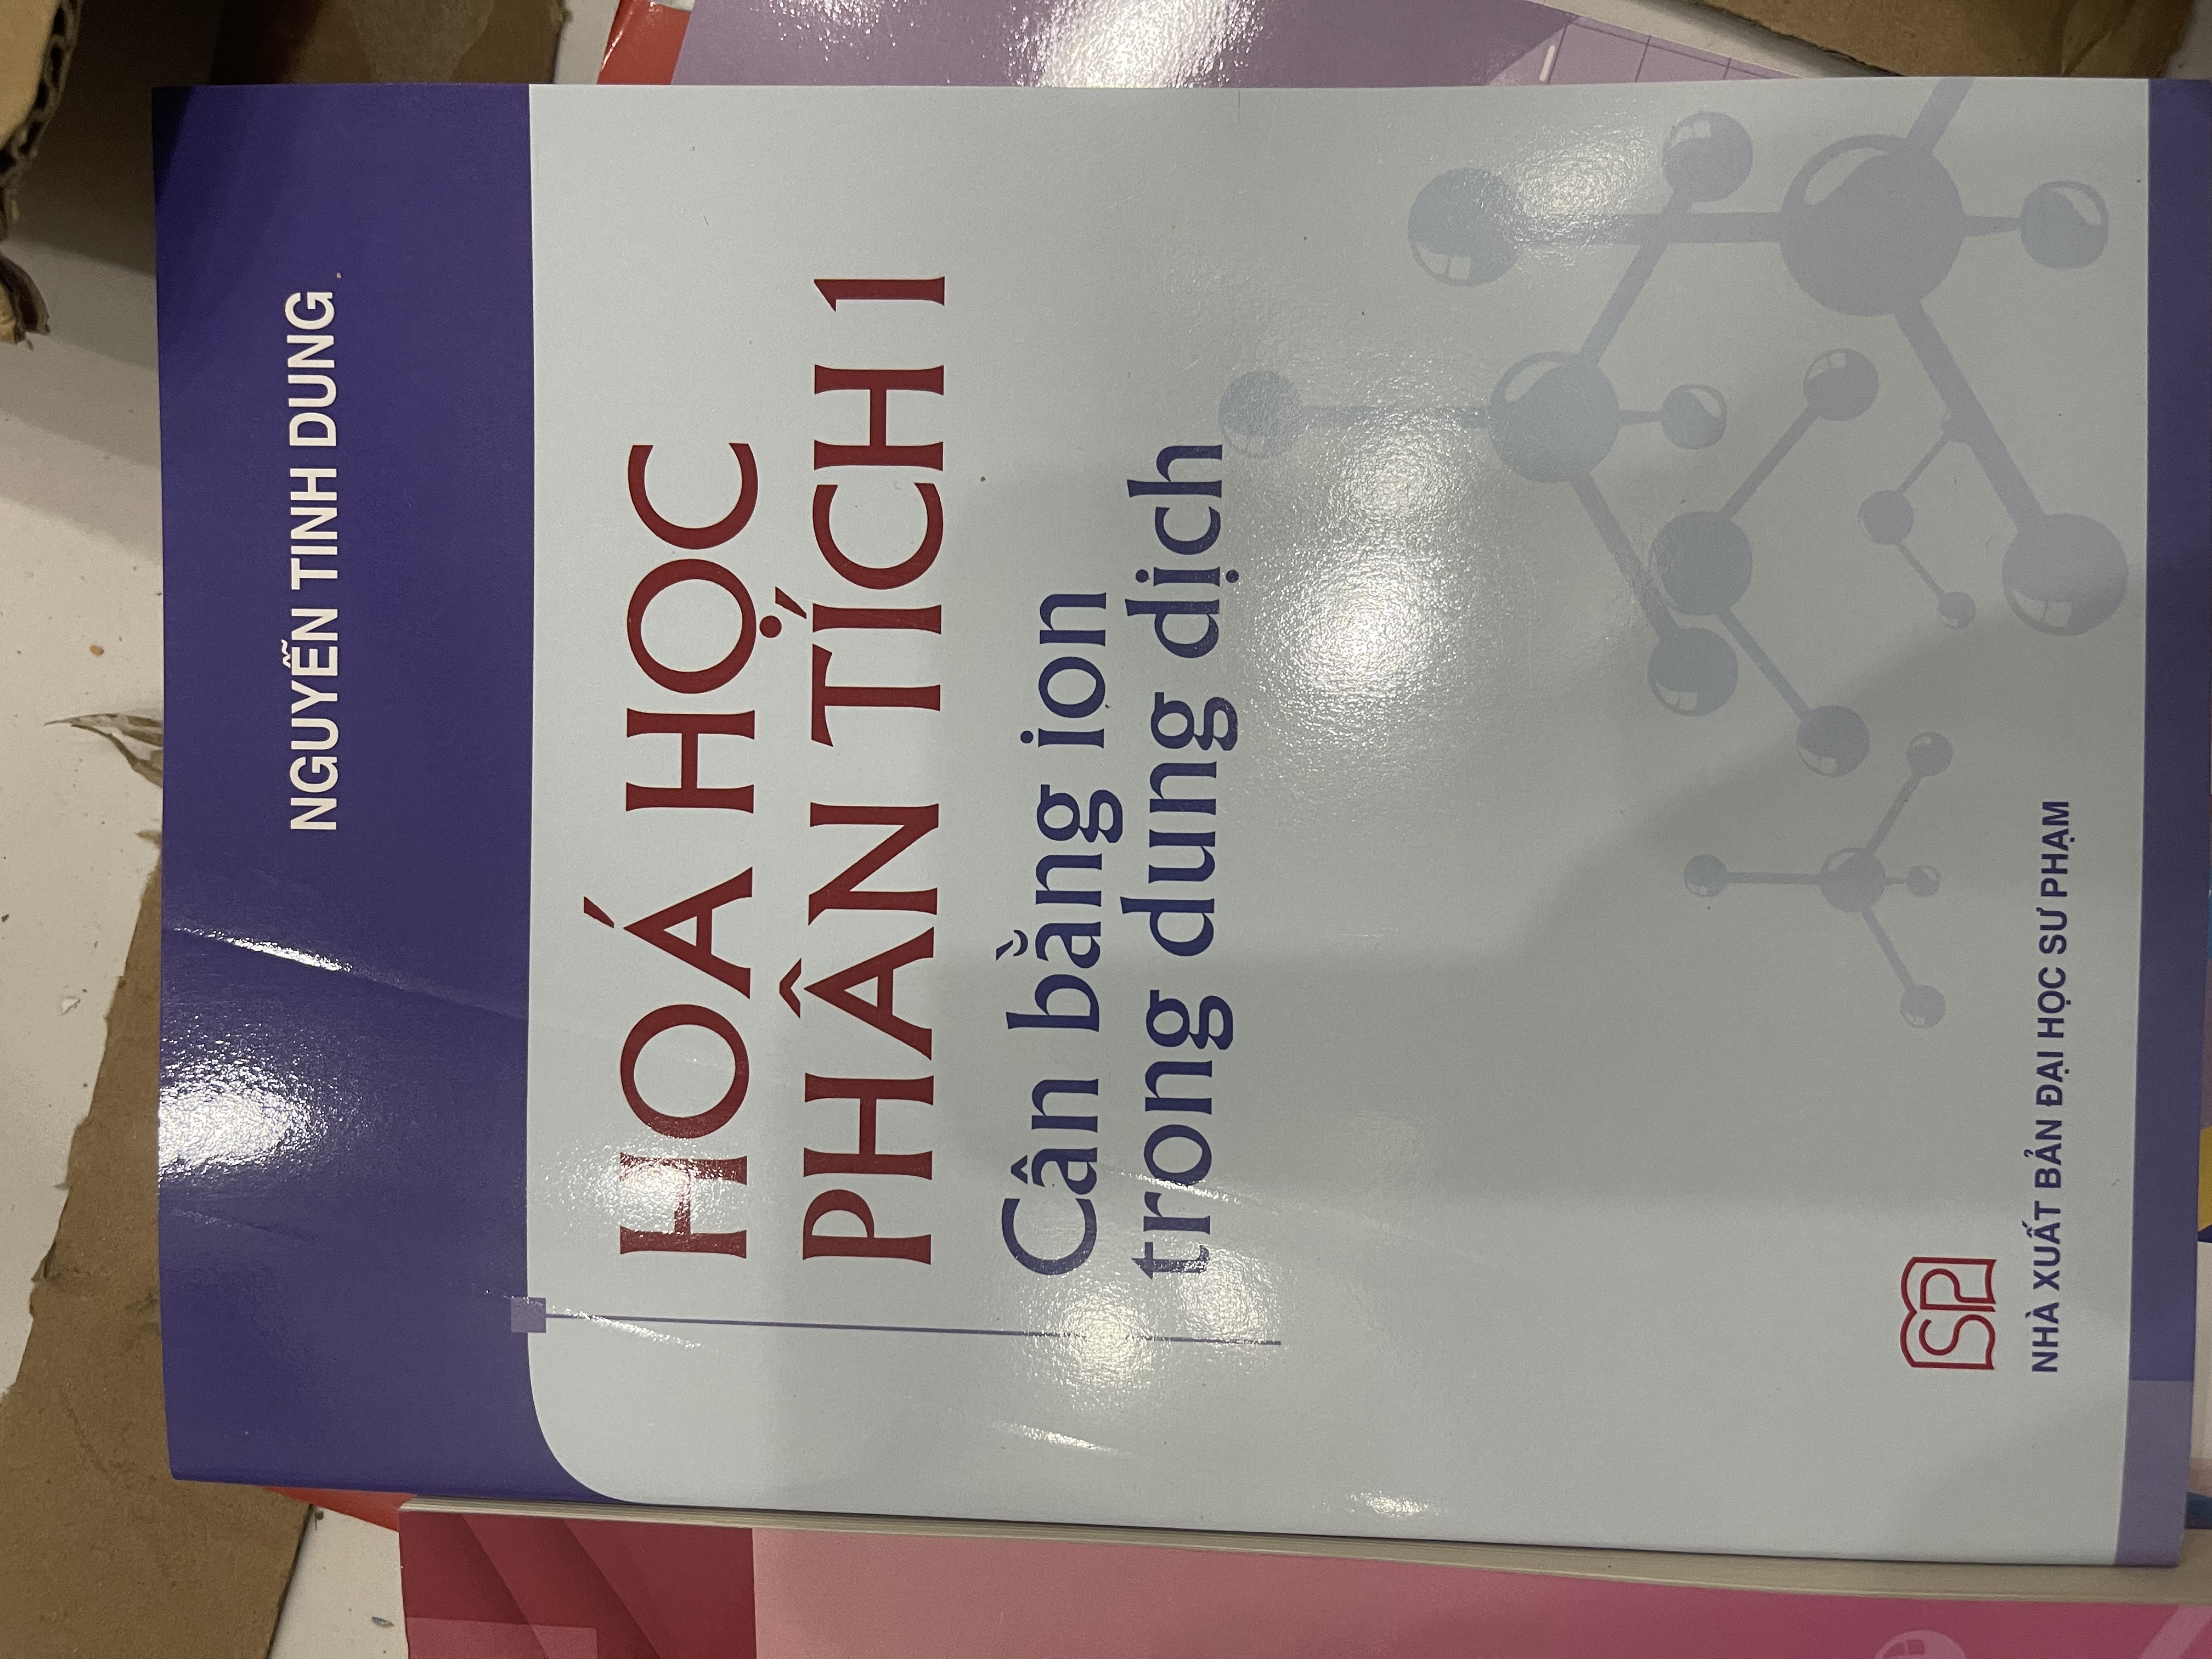 NGUYỄN TINH DUNG
HOÁ HỌC
PHÂN TÍCH 1
Cân bằng ion
trong dung dịch
SP
NHÀ XUẤT BẢN ĐẠI HỌC SƯ PHẠM